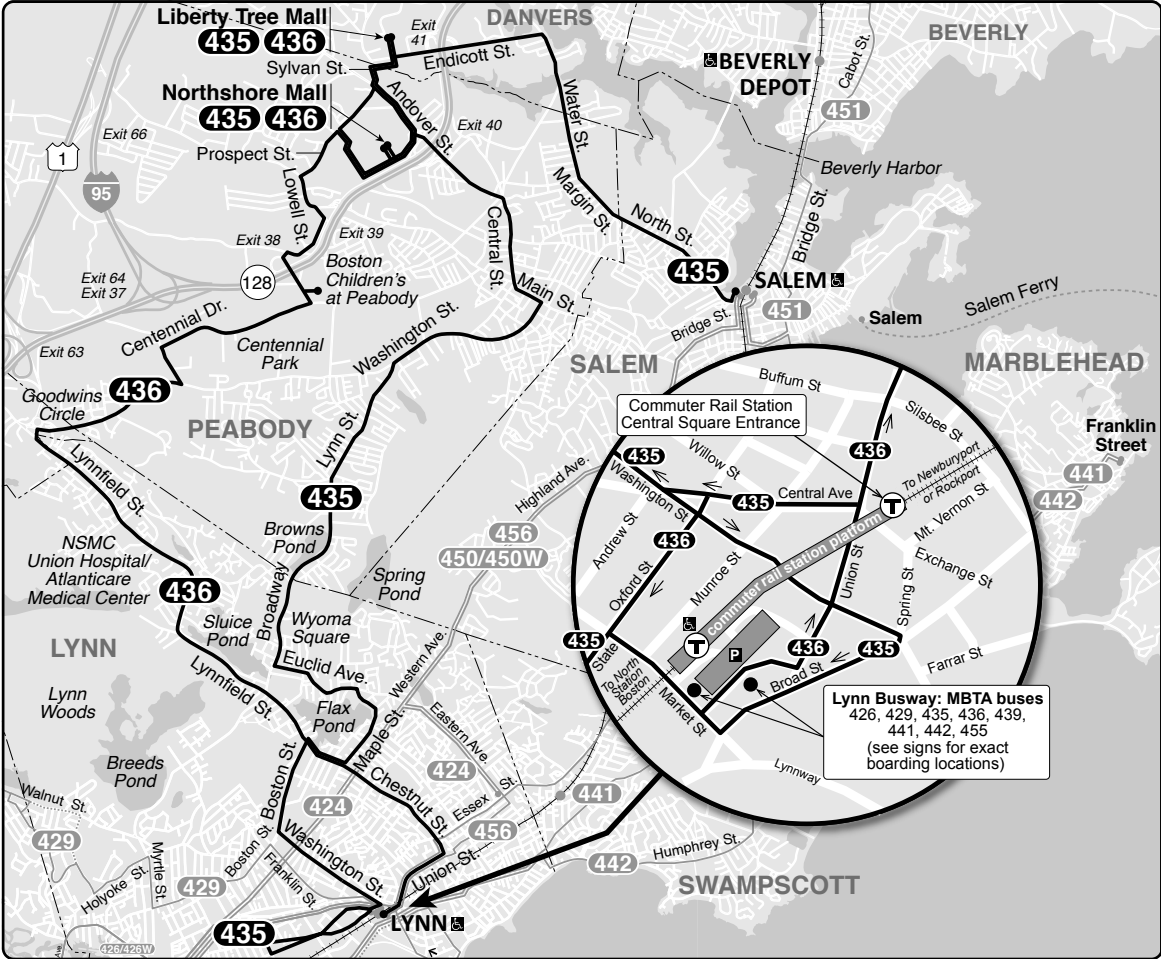 Liberty Tree Mall
435 436
Exit
41
DANVERS
BEVERLY
Sylvan St.
Endicott St.
BEVERLY
DEPOT
Cabot St.
451
Northshore Mall
435 436
Andover St.
Water St.
Exit 66
Exit 40
Prospect St.
1
95
Beverly Harbor
Lowell St.
Margin St.
Central St.
North St.
Bridge St.
Exit 38
Exit 39
435
SALEM
Exit 64
Exit 37
128
Boston
Children's
at Peabody
Main St.
451
Salem Ferry
Salem
Bridge St.
Centennial Dr.
Washington St.
Centennial
Park
Exit 63
SALEM
MARBLEHEAD
436
Goodwins
Circle
PEABODY
Lynn St.
Franklin
Street
441
442
Lynnfield St.
435
Highland Ave.
456
450/450W
Browns
Pond
NSMC
Union Hospital/
Atlanticare
Medical Center
Spring
Pond
436
Broadway
Sluice
Pond
Wyoma
Square
LYNN
Euclid Ave.
Western Ave.
Lynn
Woods
Lynnfield St.
Flax
Pond
Maple St.
Eastern Ave.
Breeds
Pond
Boston St.
Chestnut St.
424
424
Essex St.
441
Walnut St.
429
Washington St.
456
Boston St.
Myrtle St.
Holyoke St.
429
Franklin St.
Union St.
442
Humphrey St.
SWAMPSCOTT
LYNN
435
426/426W
Ave.
Buffum St
Commuter Rail Station
Central Square Entrance
Silsbee St
436
435
Willow St
To Newburyport
or Rockport
Washington St
435
Central Ave
T
Mt. Vernon St
Andrew St
436
Exchange St
commuter rail station platform
Munroe St
Union St
Oxford St
Spring St
435
State
T
P
436
435
Farrar St
To North
Station
Boston
Broad St
Market St
Lynn Busway: MBTA buses
426, 429, 435, 436, 439,
441, 442, 455
(see signs for exact
boarding locations)
Lynnway